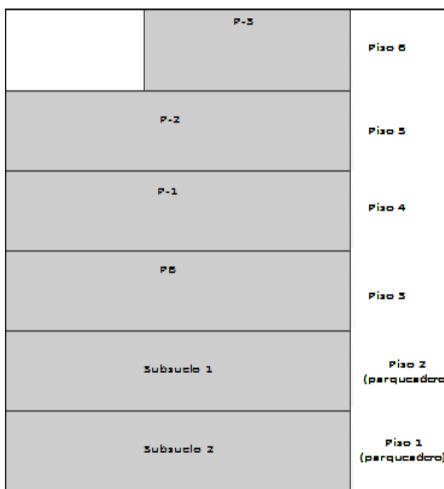 P-3
Piso 6
P-2
Piso 5
P-1
Piso 4
PB
Piso 3
Subsuelo 1
Piso 2
(parqueadero)
Subsuelo 2
Piso 1
(parqueadero)